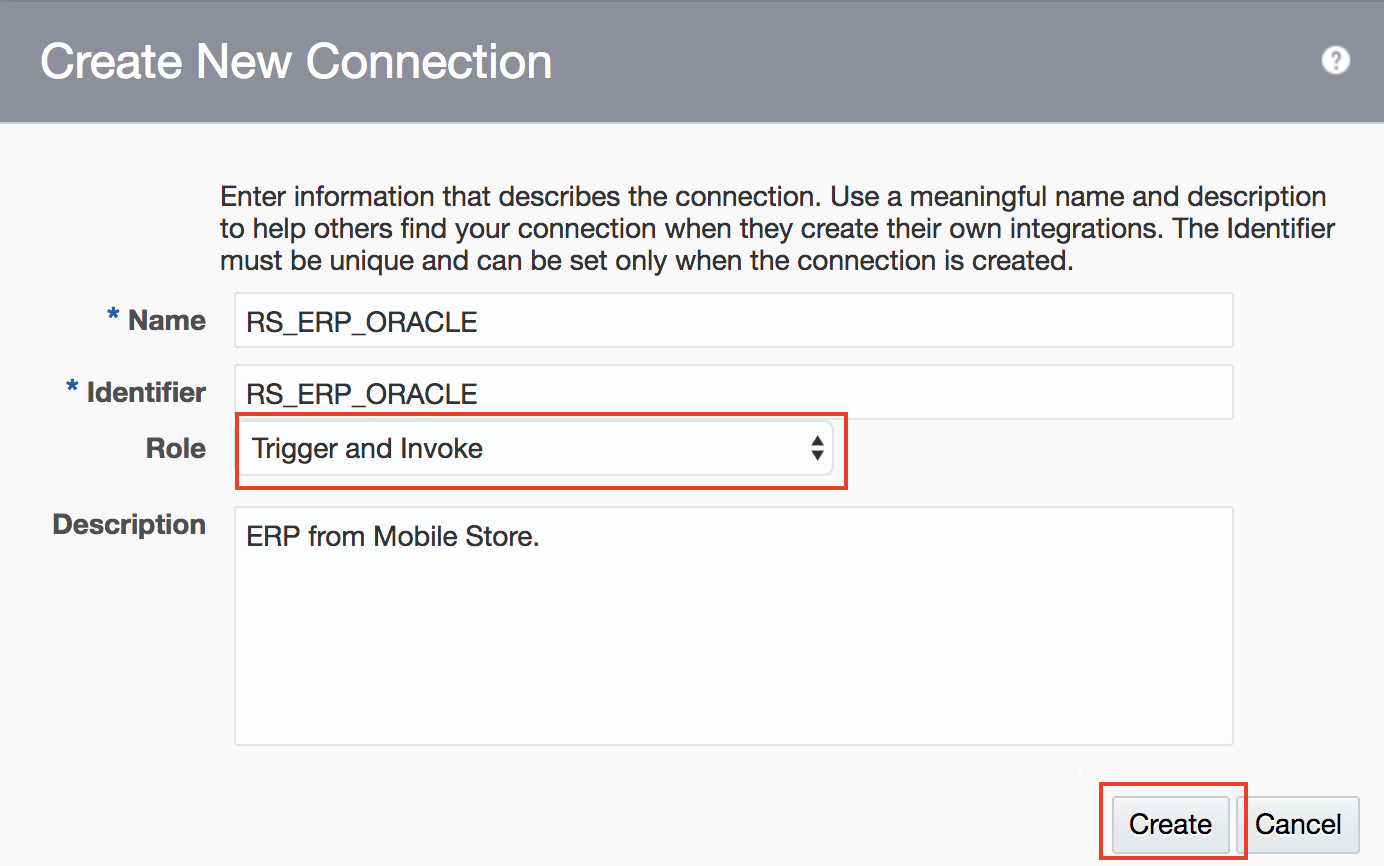 Create New Connection
?
Enter information that describes the connection. Use a meaningful name and description
to help others find your connection when they create their own integrations. The Identifier
must be unique and can be set only when the connection is created.
* Name RS_ERP_ORACLE
* Identifier RS_ERP_ORACLE
Role Trigger and Invoke
Description ERP from Mobile Store.
Create Cancel